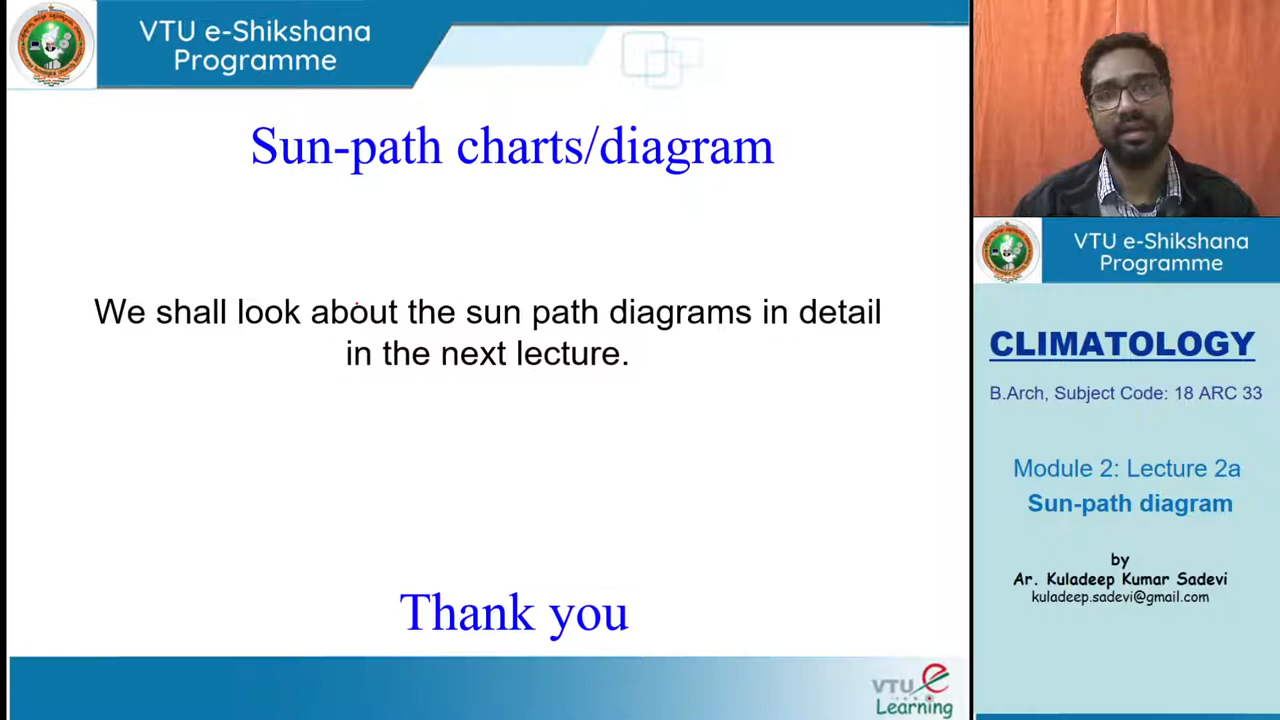 VTU e-Shikshana
Programme
Sun-path charts/diagram
We shall look about the sun path diagrams in detail
in the next lecture.
Thank you
VTU e
Learning
VTU e-Shikshana
Programme
CLIMATOLOGY
B.Arch, Subject Code: 18 ARC 33
Module 2: Lecture 2a
Sun-path diagram
by
Ar. Kuladeep Kumar Sadevi
kuladeep.sadevi@gmail.com